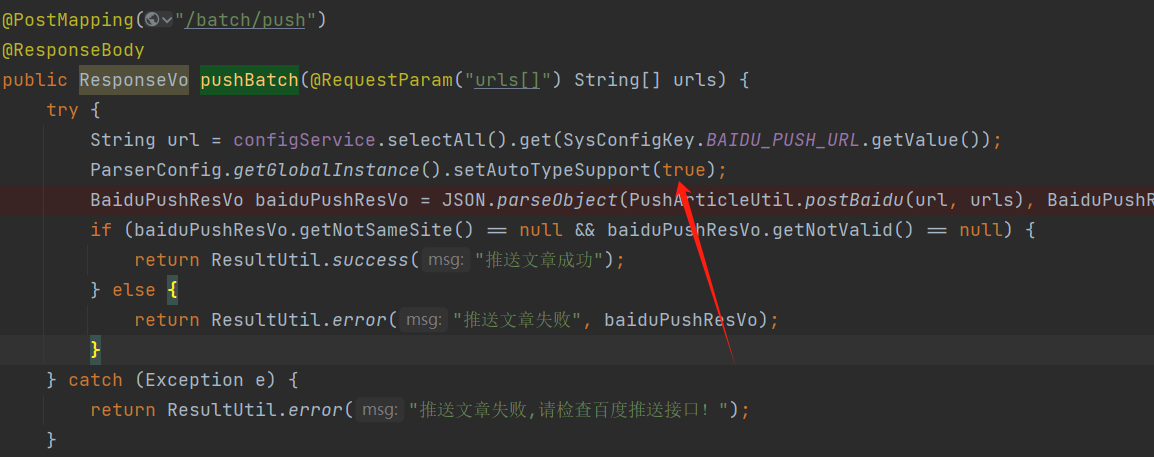 @PostMapping("/batch/push")
@ResponseBody
public ResponseVo pushBatch(@RequestParam("urls[]") String[] urls) {
try {
String url = configService.selectAll().get(SysConfigKey.BAIDU_PUSH_URL.getValue());
ParserConfig.getGlobalInstance().setAutoTypeSupport(true);
BaiduPushResVo baiduPushResVo = JSON.parseObject(PushArticleUtil.postBaidu(url, urls), BaiduPushR
if (baiduPushResVo.getNotSameSite() == null && baiduPushResVo.getNotValid() == null) {
return ResultUtil.success( msg: "推送文章成功");
} else {
return ResultUtil.error( msg: "推送文章失败", baiduPushResVo);
}
} catch (Exception e) {
return ResultUtil.error( msg: "推送文章失败,请检查百度推送接口！");
}